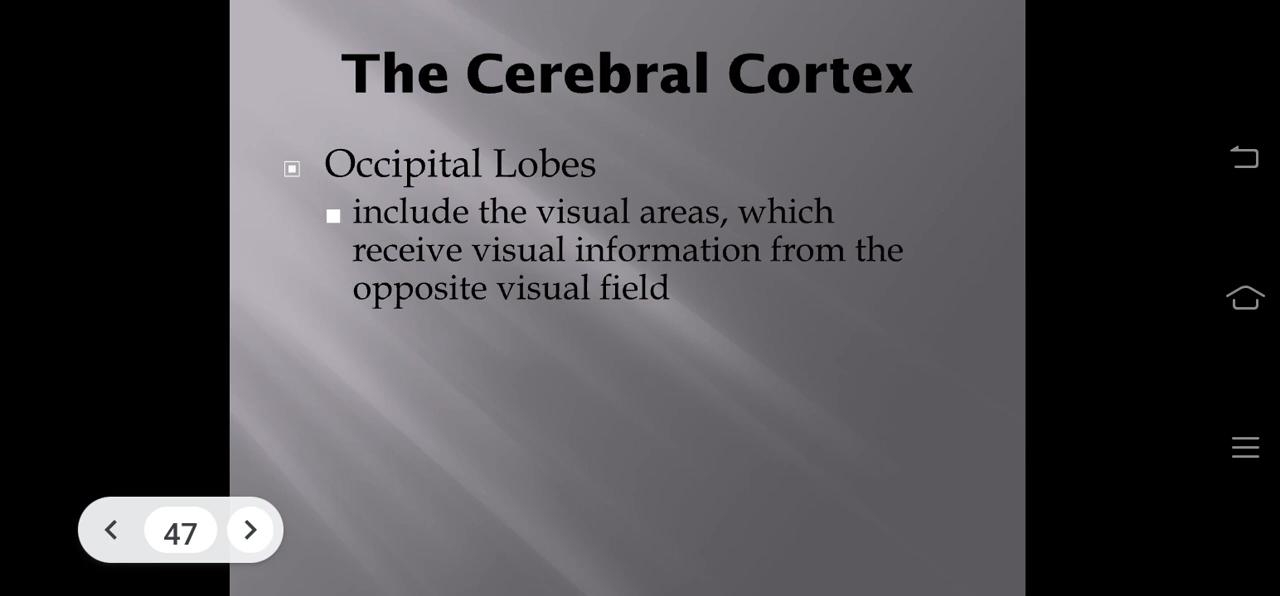 The Cerebral Cortex
Occipital Lobes
include the visual areas, which
receive visual information from the
opposite visual field
47